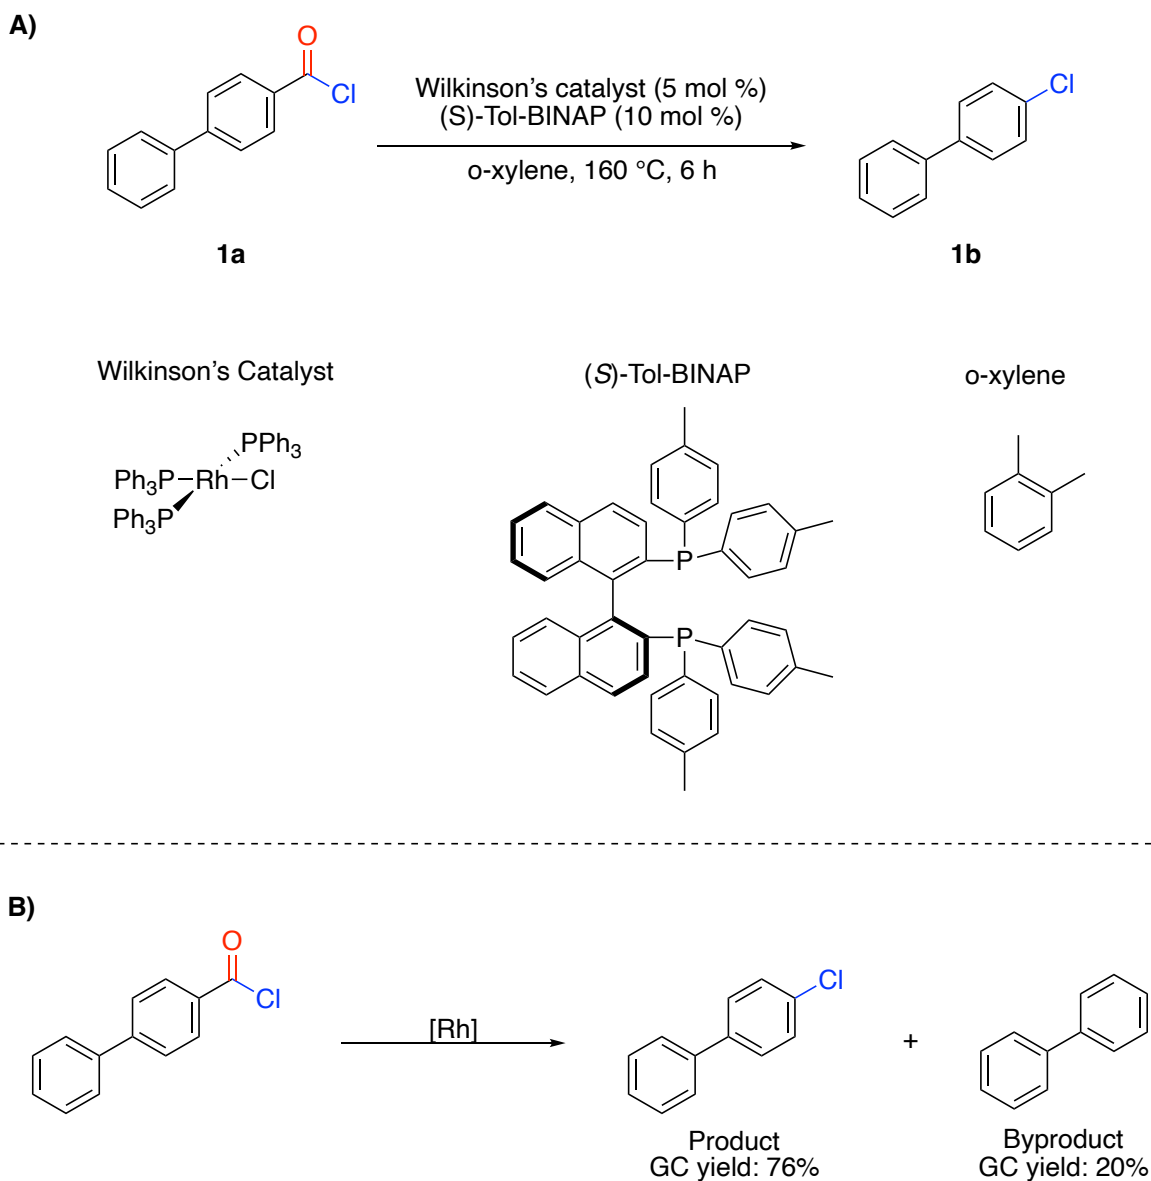 A)
O
Cl
Wilkinson's catalyst (5 mol %)
(S)-Tol-BINAP (10 mol %)
o-xylene, 160 °C, 6 h
Cl
1a
1b
Wilkinson's Catalyst
(S)-Tol-BINAP
o-xylene
PPh3
Ph3P Rh Cl
Ph3P
P
P
B)
O
Cl
[Rh]
Cl
+
Product
GC yield: 76%
Byproduct
GC yield: 20%